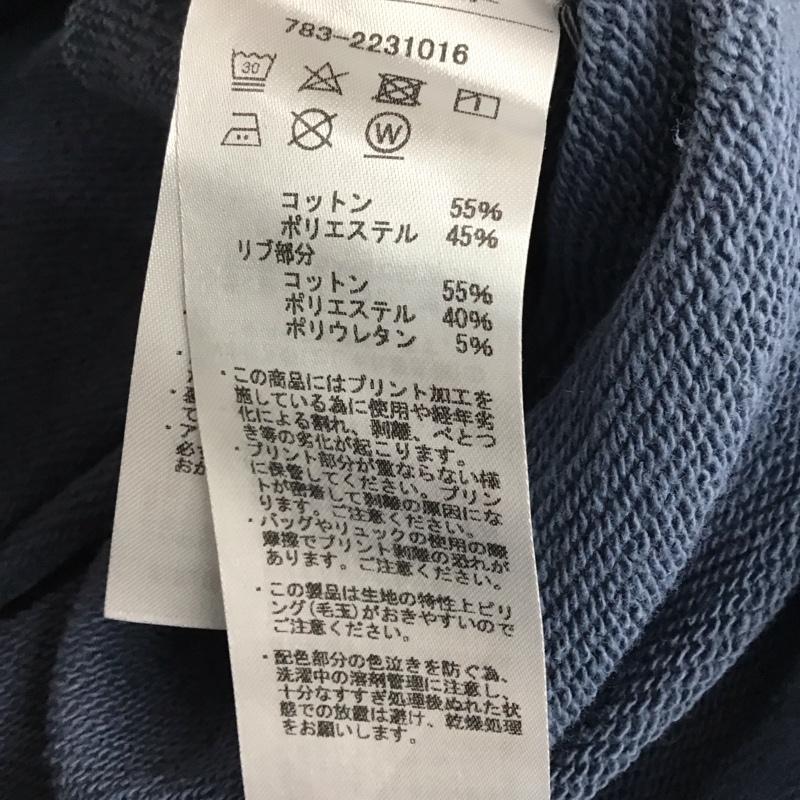 783-2231016
30
W
コットン 55%
ポリエステル 45%
リブ部分
コットン 55%
ポリエステル 40%
ポリウレタン 5%
・この商品にはプリント加工を
施している為に使用や経年劣
化による割れ、剥離、べとつ
き等の劣化が起こります。
・プリント部分が重ならない様
に保管してください。プリン
トが密着して剥離の原因にな
ります。ご注意ください。
・バッグやリュックの使用の際
摩擦でプリント剥離の恐れが
あります。ご注意ください。
・この製品は生地の特性上ピリ
ング(毛玉)がおきやすいので
ご注意ください。
・配色部分の色泣きを防ぐ為、
洗濯中の溶剤管理に注意し、
十分なすすぎ処理後ぬれた状
態での放置は避け、乾燥処理
をお願いします。